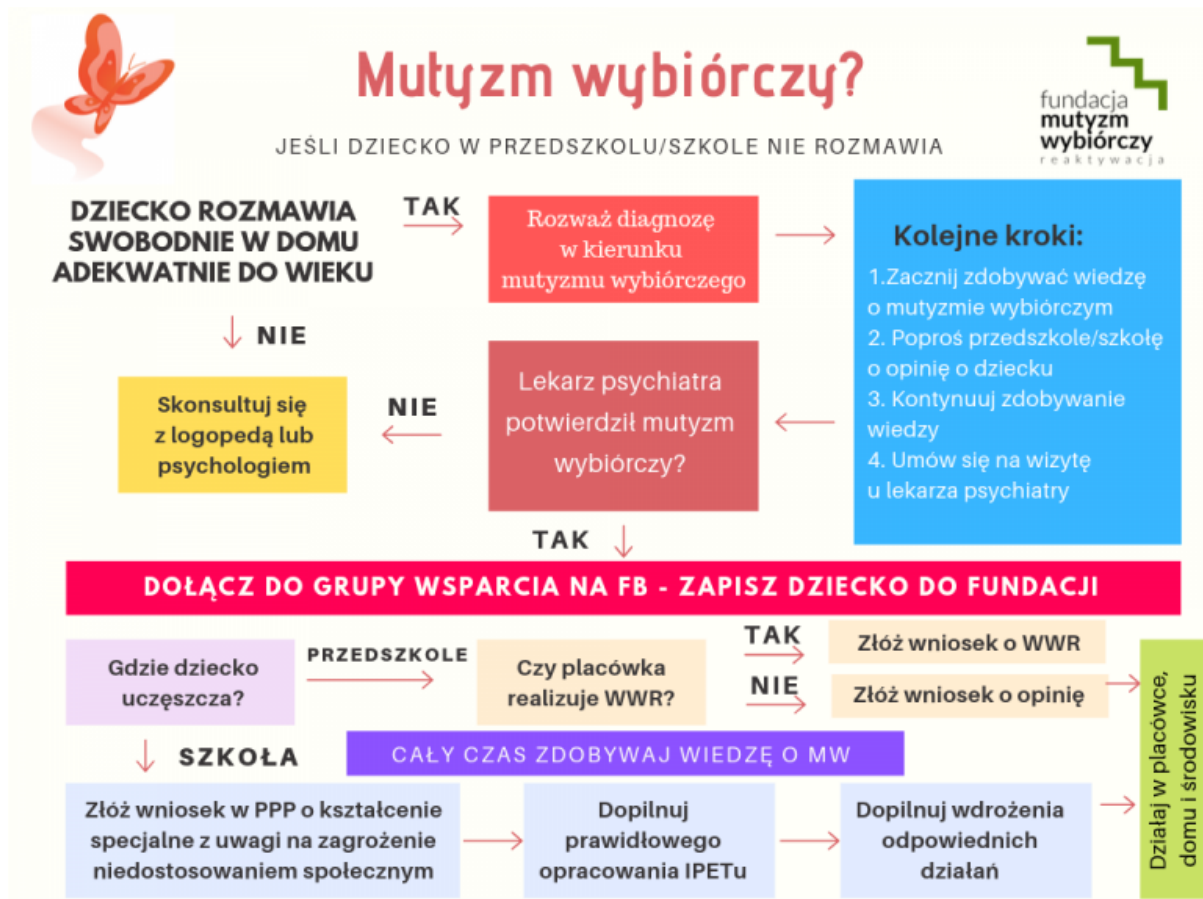 Mutyzm wybiórczy?
fundacja
mutyzm
wybiórczy
reaktywacja
JEŚLI DZIECKO W PRZEDSZKOLU/SZKOLE NIE ROZMAWIA
DZIECKO ROZMAWIA
SWOBODNIE W DOMU
ADEKWATNIE DO WIEKU
TAK
Rozważ diagnozę
w kierunku
mutyzmu wybiórczego
Kolejne kroki:
1.Zacznij zdobywać wiedzę
o mutyzmie wybiórczym
2. Poproś przedszkole/szkołę
o opinię o dziecku
3. Kontynuuj zdobywanie
wiedzy
4. Umów się na wizytę
u lekarza psychiatry
NIE
Skonsultuj się
z logopedą lub
psychologiem
NIE
Lekarz psychiatra
potwierdził mutyzm
wybiórczy?
TAK
DOŁĄCZ DO GRUPY WSPARCIA NA FB - ZAPISZ DZIECKO DO FUNDACJI
Gdzie dziecko
uczęszcza?
PRZEDSZKOLE
Czy placówka
realizuje WWR?
TAK
Złóż wniosek o WWR
NIE
Złóż wniosek o opinię
SZKOŁA
CAŁY CZAS ZDOBYWAJ WIEDZĘ O MW
Złóż wniosek w PPP o kształcenie
specjalne z uwagi na zagrożenie
niedostosowaniem społecznym
Dopilnuj
prawidłowego
opracowania IPETu
Dopilnuj wdrożenia
odpowiednich
działań
Działaj w placówce,
domu i środowisku